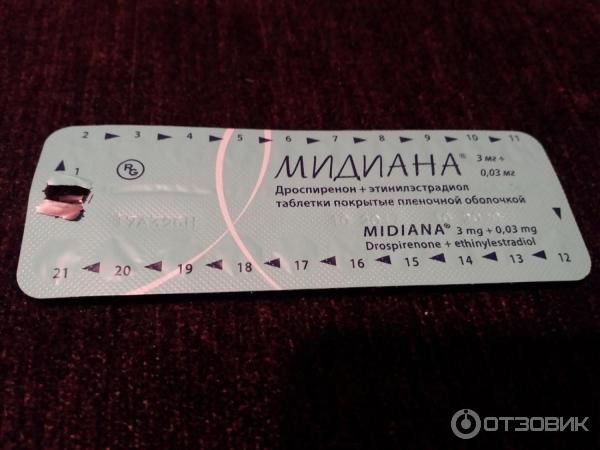 2 3 4 5 6 7 8 9 10 11
1
RG
МИДИАНА® 3 мг +
0,03 мг
Дроспиренон + этинилэстрадиол
таблетки покрытые пленочной оболочкой
MIDIANA® 3 mg + 0,03 mg
Drospirenone + ethinylestradiol
21 20 19 18 17 16 15 14 13 12
ОТЗОВИК